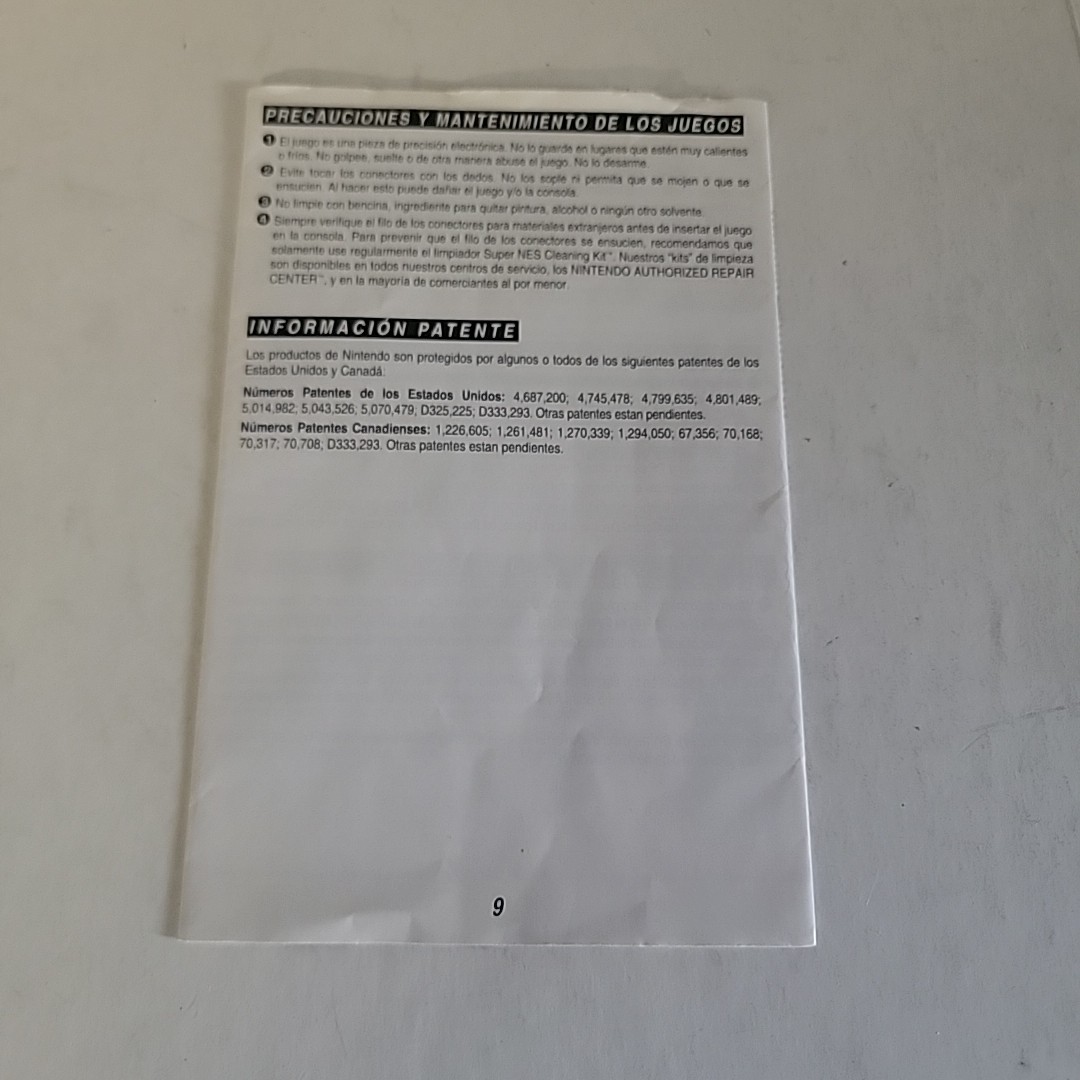 PRECAUCIONES Y MANTENIMIENTO DE LOS JUEGOS
❶ El juego es una pieza de precisión electrónica. No lo guarde en lugares que estén muy calientes
o fríos. No golpee, suelte o de otra manera abuse el juego. No lo desarme.
❷ Evite tocar los conectores con los dedos. No los sople ni permita que se mojen o que se
ensucien. Al hacer esto puede dañar el juego y/o la consola.
❸ No limpie con bencina, ingrediente para quitar pintura, alcohol o ningún otro solvente.
❹ Siempre verifique el filo de los conectores para materiales extranjeros antes de insertar el juego
en la consola. Para prevenir que el filo de los conectores se ensucien, recomendamos que
solamente use regularmente el limpiador Super NES Cleaning Kit™. Nuestros "kits" de limpieza
son disponibles en todos nuestros centros de servicio, los NINTENDO AUTHORIZED REPAIR
CENTER™, y en la mayoría de comerciantes al por menor.
INFORMACIÓN PATENTE
Los productos de Nintendo son protegidos por algunos o todos de los siguientes patentes de los
Estados Unidos y Canadá:
Números Patentes de los Estados Unidos: 4,687,200; 4,745,478; 4,799,635; 4,801,489;
5,014,982; 5,043,526; 5,070,479; D325,225; D333,293. Otras patentes estan pendientes.
Números Patentes Canadienses: 1,226,605; 1,261,481; 1,270,339; 1,294,050; 67,356; 70,168;
70,317; 70,708; D333,293. Otras patentes estan pendientes.
9